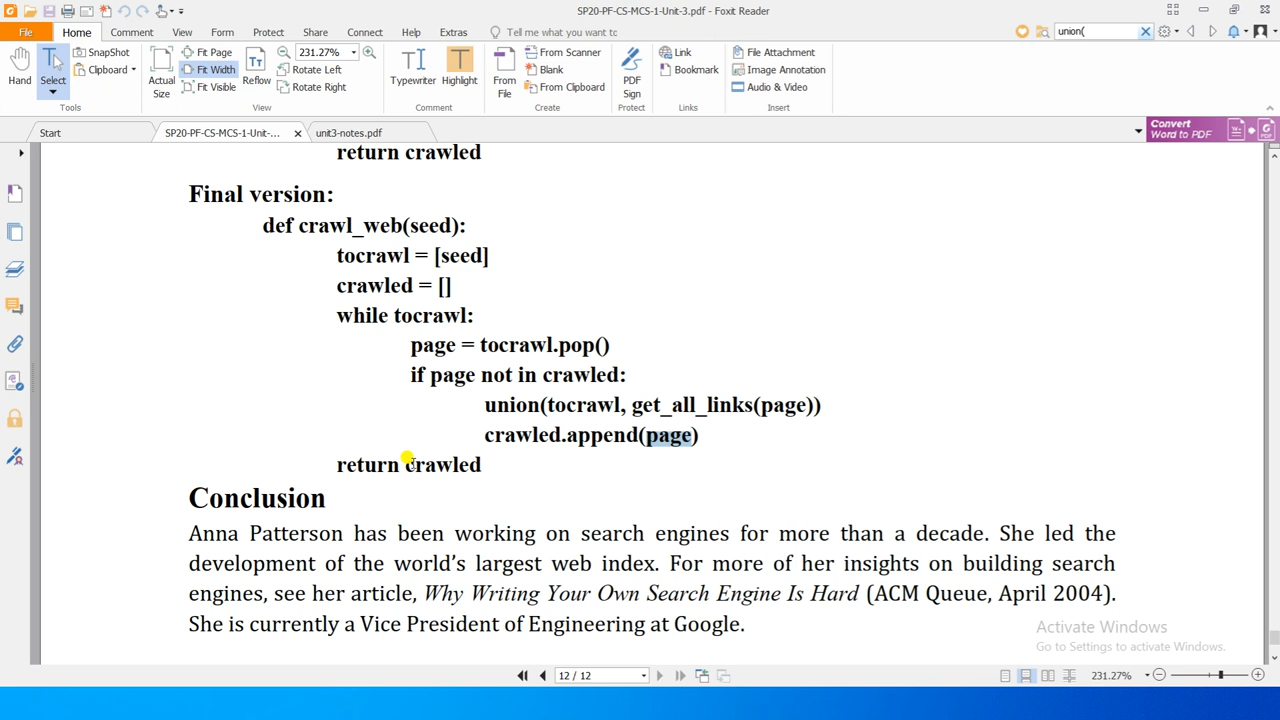 SP20-PF-CS-MCS-1-Unit-3.pdf - Foxit Reader
File Home Comment View Form Protect Share Connect Help Extras Tell me what you want tc union(
Hand Select SnapShot Clipboard Actual Size Fit Page Fit Width Fit Visible Reflow 231.27% Rotate Left Rotate Right Typewriter Highlight From File From Scanner Blank From Clipboard PDF Sign Link Bookmark File Attachment Image Annotation Audio & Video
Tools View Comment Create Protect Links Insert
Start SP20-PF-CS-MCS-1-Unit-... unit3-notes.pdf Convert Word to PDF
return crawled
Final version:
def crawl_web(seed):
tocrawl = [seed]
crawled = []
while tocrawl:
page = tocrawl.pop()
if page not in crawled:
union(tocrawl, get_all_links(page))
crawled.append(page)
return crawled
Conclusion
Anna Patterson has been working on search engines for more than a decade. She led the
development of the world’s largest web index. For more of her insights on building search
engines, see her article, Why Writing Your Own Search Engine Is Hard (ACM Queue, April 2004).
She is currently a Vice President of Engineering at Google.
Activate Windows
Go to Settings to activate Windows.
12 / 12 231.27%